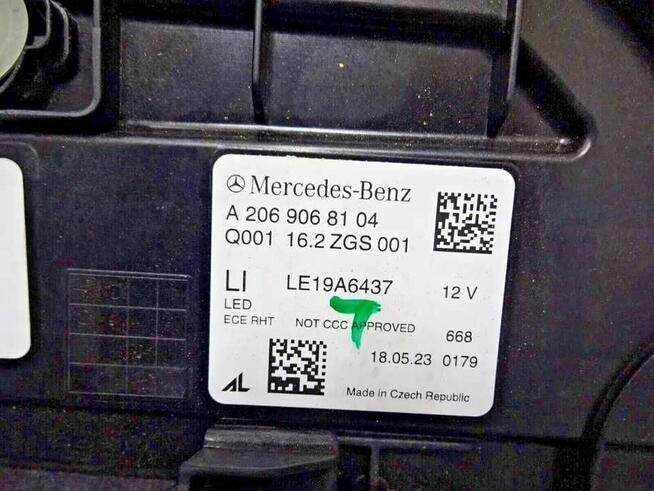 Mercedes-Benz
A 206 906 81 04
Q001 16.2 ZGS 001
LI LE19A6437 12 V
LED
ECE RHT NOT CCC APPROVED 668
18.05.23 0179
AL Made in Czech Republic